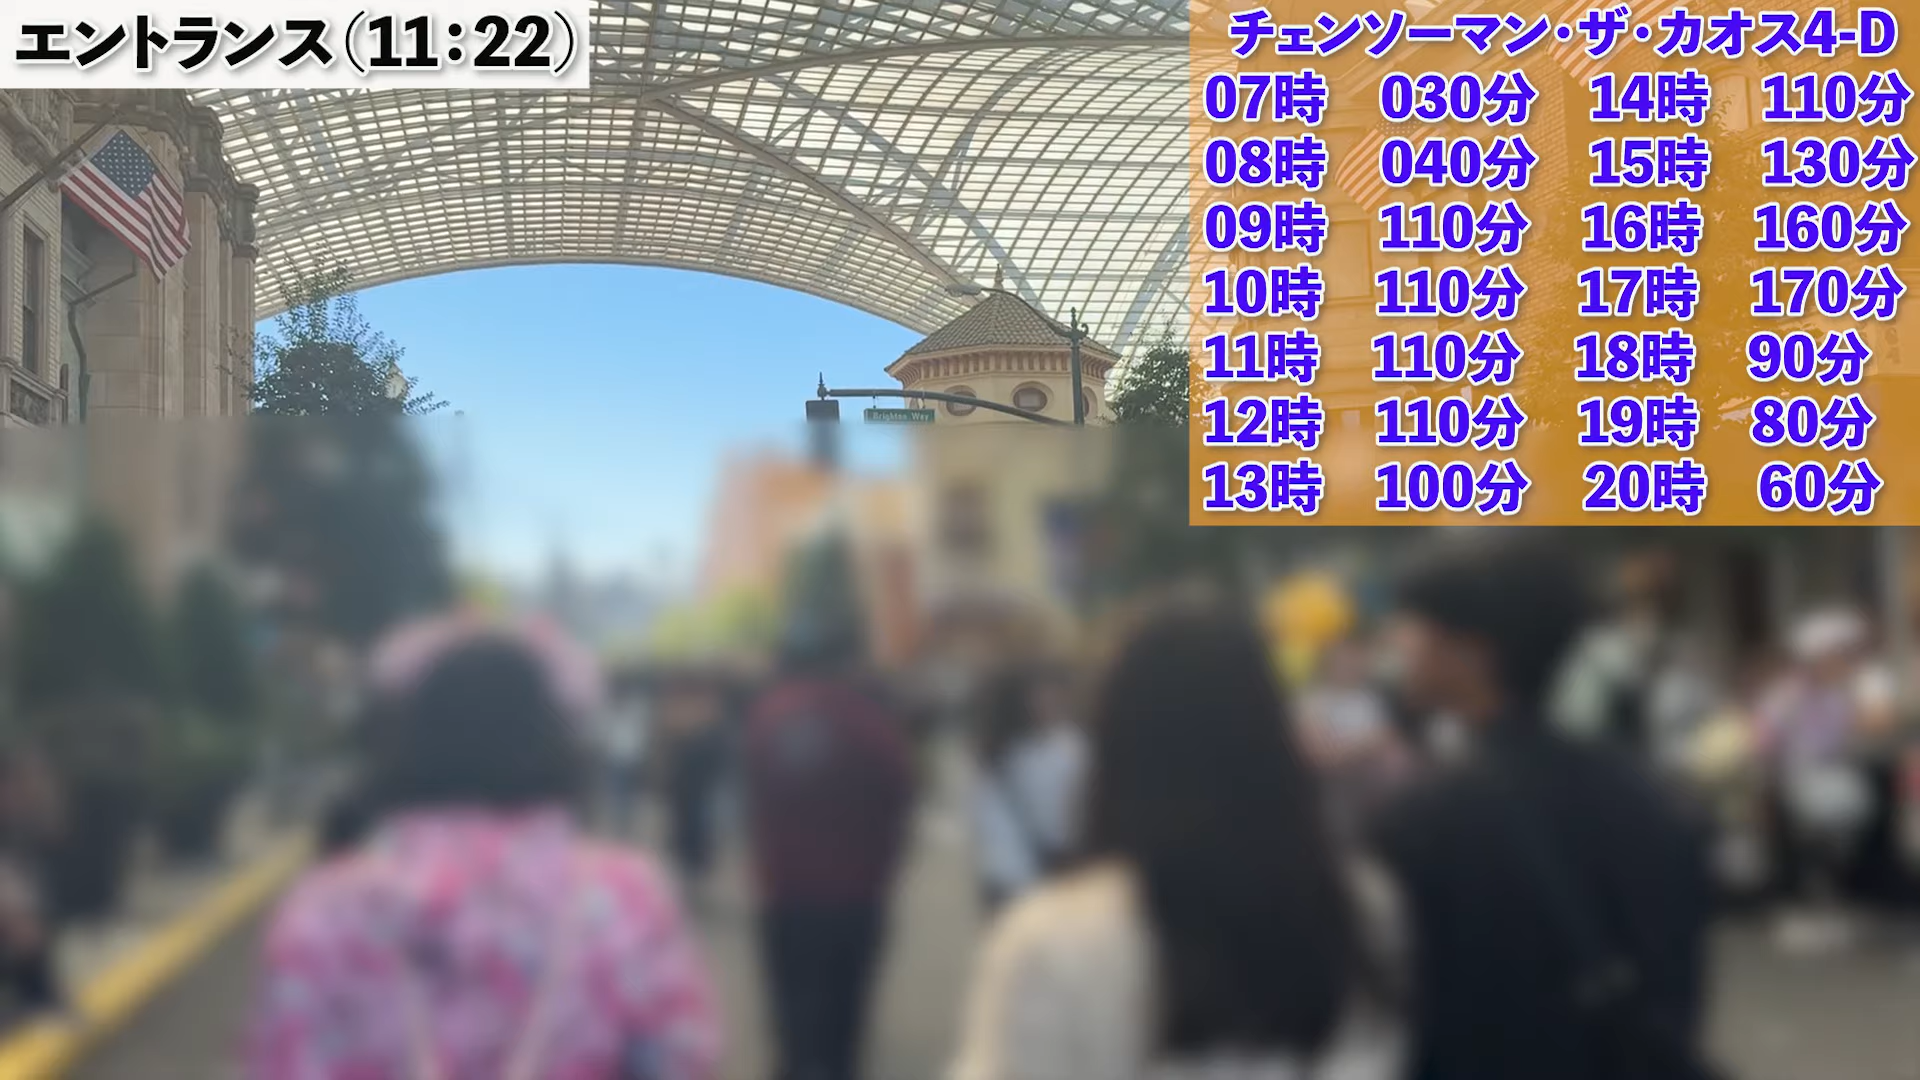 エントランス（11：22）
チェンソーマン・ザ・カオス4-D
07時 030分 14時 110分
08時 040分 15時 130分
09時 110分 16時 160分
10時 110分 17時 170分
11時 110分 18時 90分
12時 110分 19時 80分
13時 100分 20時 60分
Brighton Way